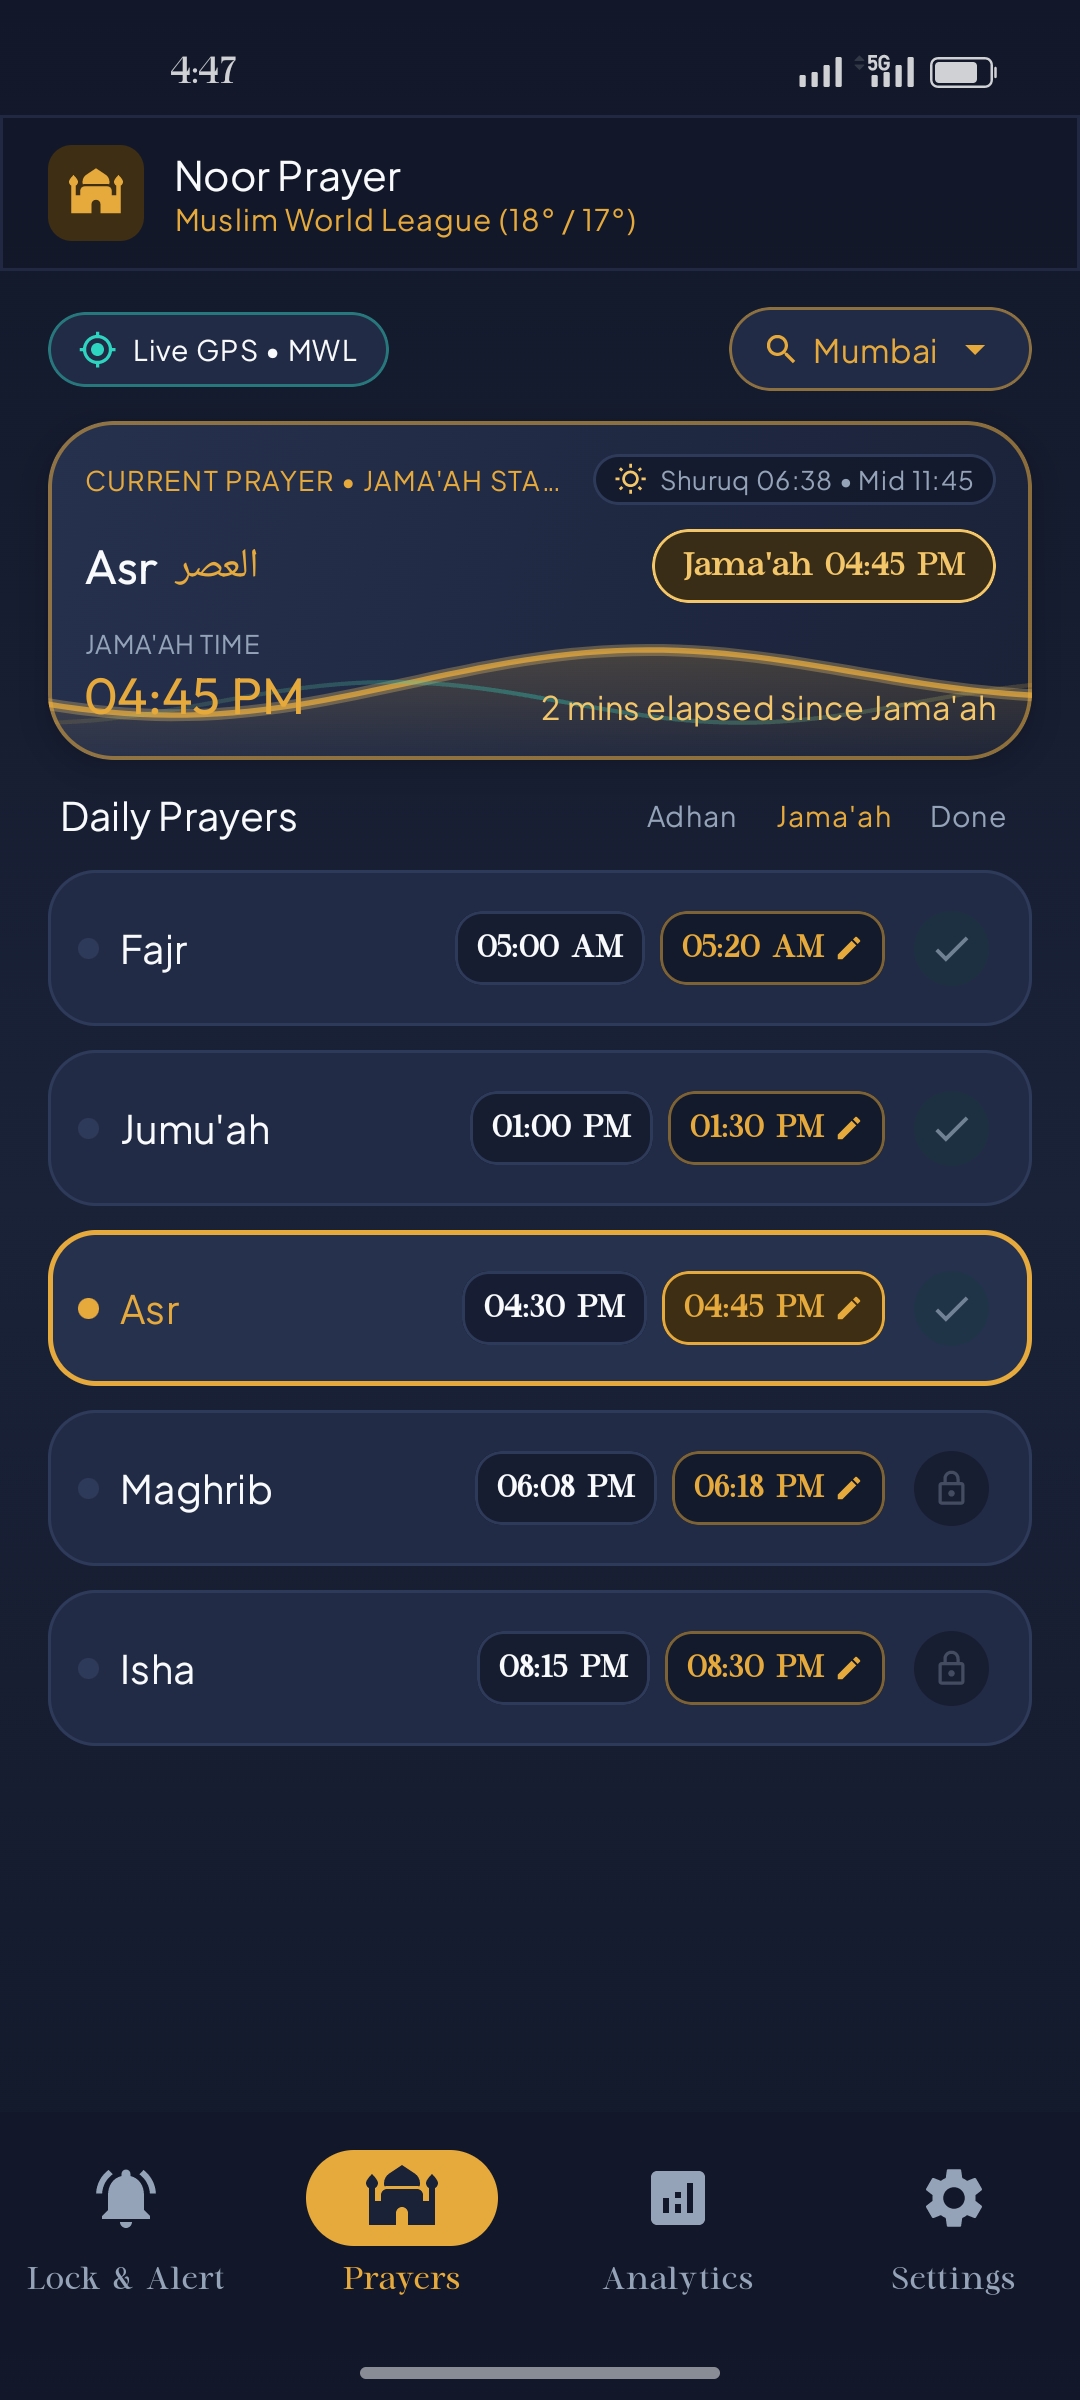 4:47
5G
Noor Prayer
Muslim World League (18° / 17°)
Live GPS • MWL
Mumbai
CURRENT PRAYER • JAMA'AH STA...
Shuruq 06:38 • Mid 11:45
Asr العصر
Jama'ah 04:45 PM
JAMA'AH TIME
04:45 PM
2 mins elapsed since Jama'ah
Daily Prayers Adhan Jama'ah Done
Fajr 05:00 AM 05:20 AM
Jumu'ah 01:00 PM 01:30 PM
Asr 04:30 PM 04:45 PM
Maghrib 06:08 PM 06:18 PM
Isha 08:15 PM 08:30 PM
Lock & Alert Prayers Analytics Settings